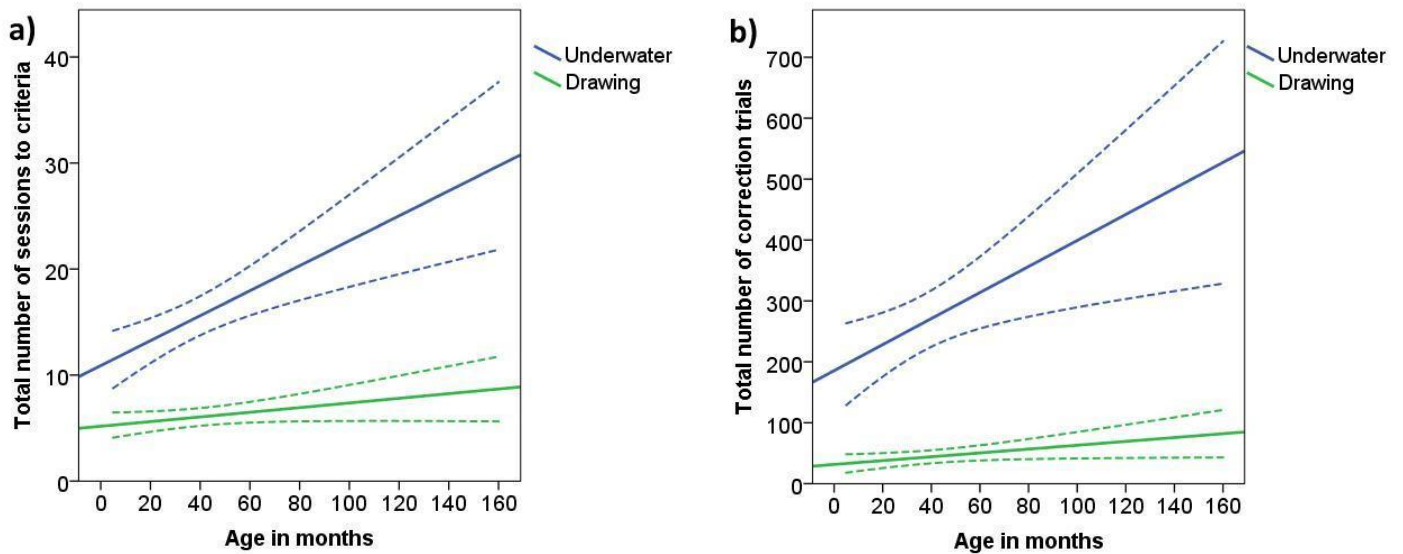 a)
Total number of sessions to criteria
40
30
20
10
0
0 20 40 60 80 100 120 140 160
Age in months
Underwater
Drawing
b)
Total number of correction trials
700
600
500
400
300
200
100
0
0 20 40 60 80 100 120 140 160
Age in months
Underwater
Drawing